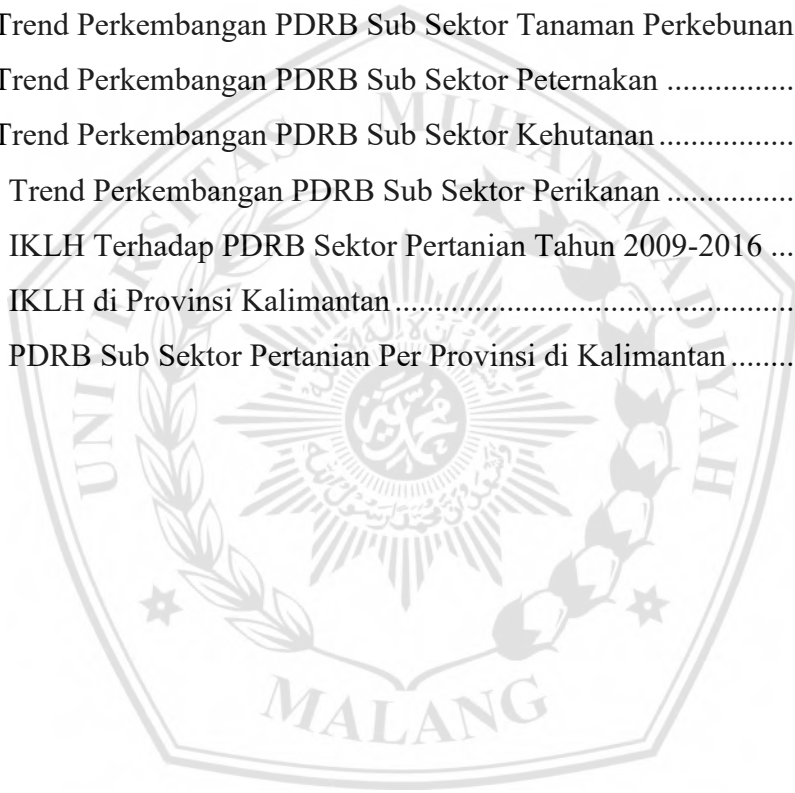 Trend Perkembangan PDRB Sub Sektor Tanaman Perkebunan
Trend Perkembangan PDRB Sub Sektor Peternakan ................
Trend Perkembangan PDRB Sub Sektor Kehutanan .................
Trend Perkembangan PDRB Sub Sektor Perikanan ................
IKLH Terhadap PDRB Sektor Pertanian Tahun 2009-2016 ...
IKLH di Provinsi Kalimantan ..................................................
PDRB Sub Sektor Pertanian Per Provinsi di Kalimantan ........
UNIVERSITAS MUHAMMADIYAH
MALANG